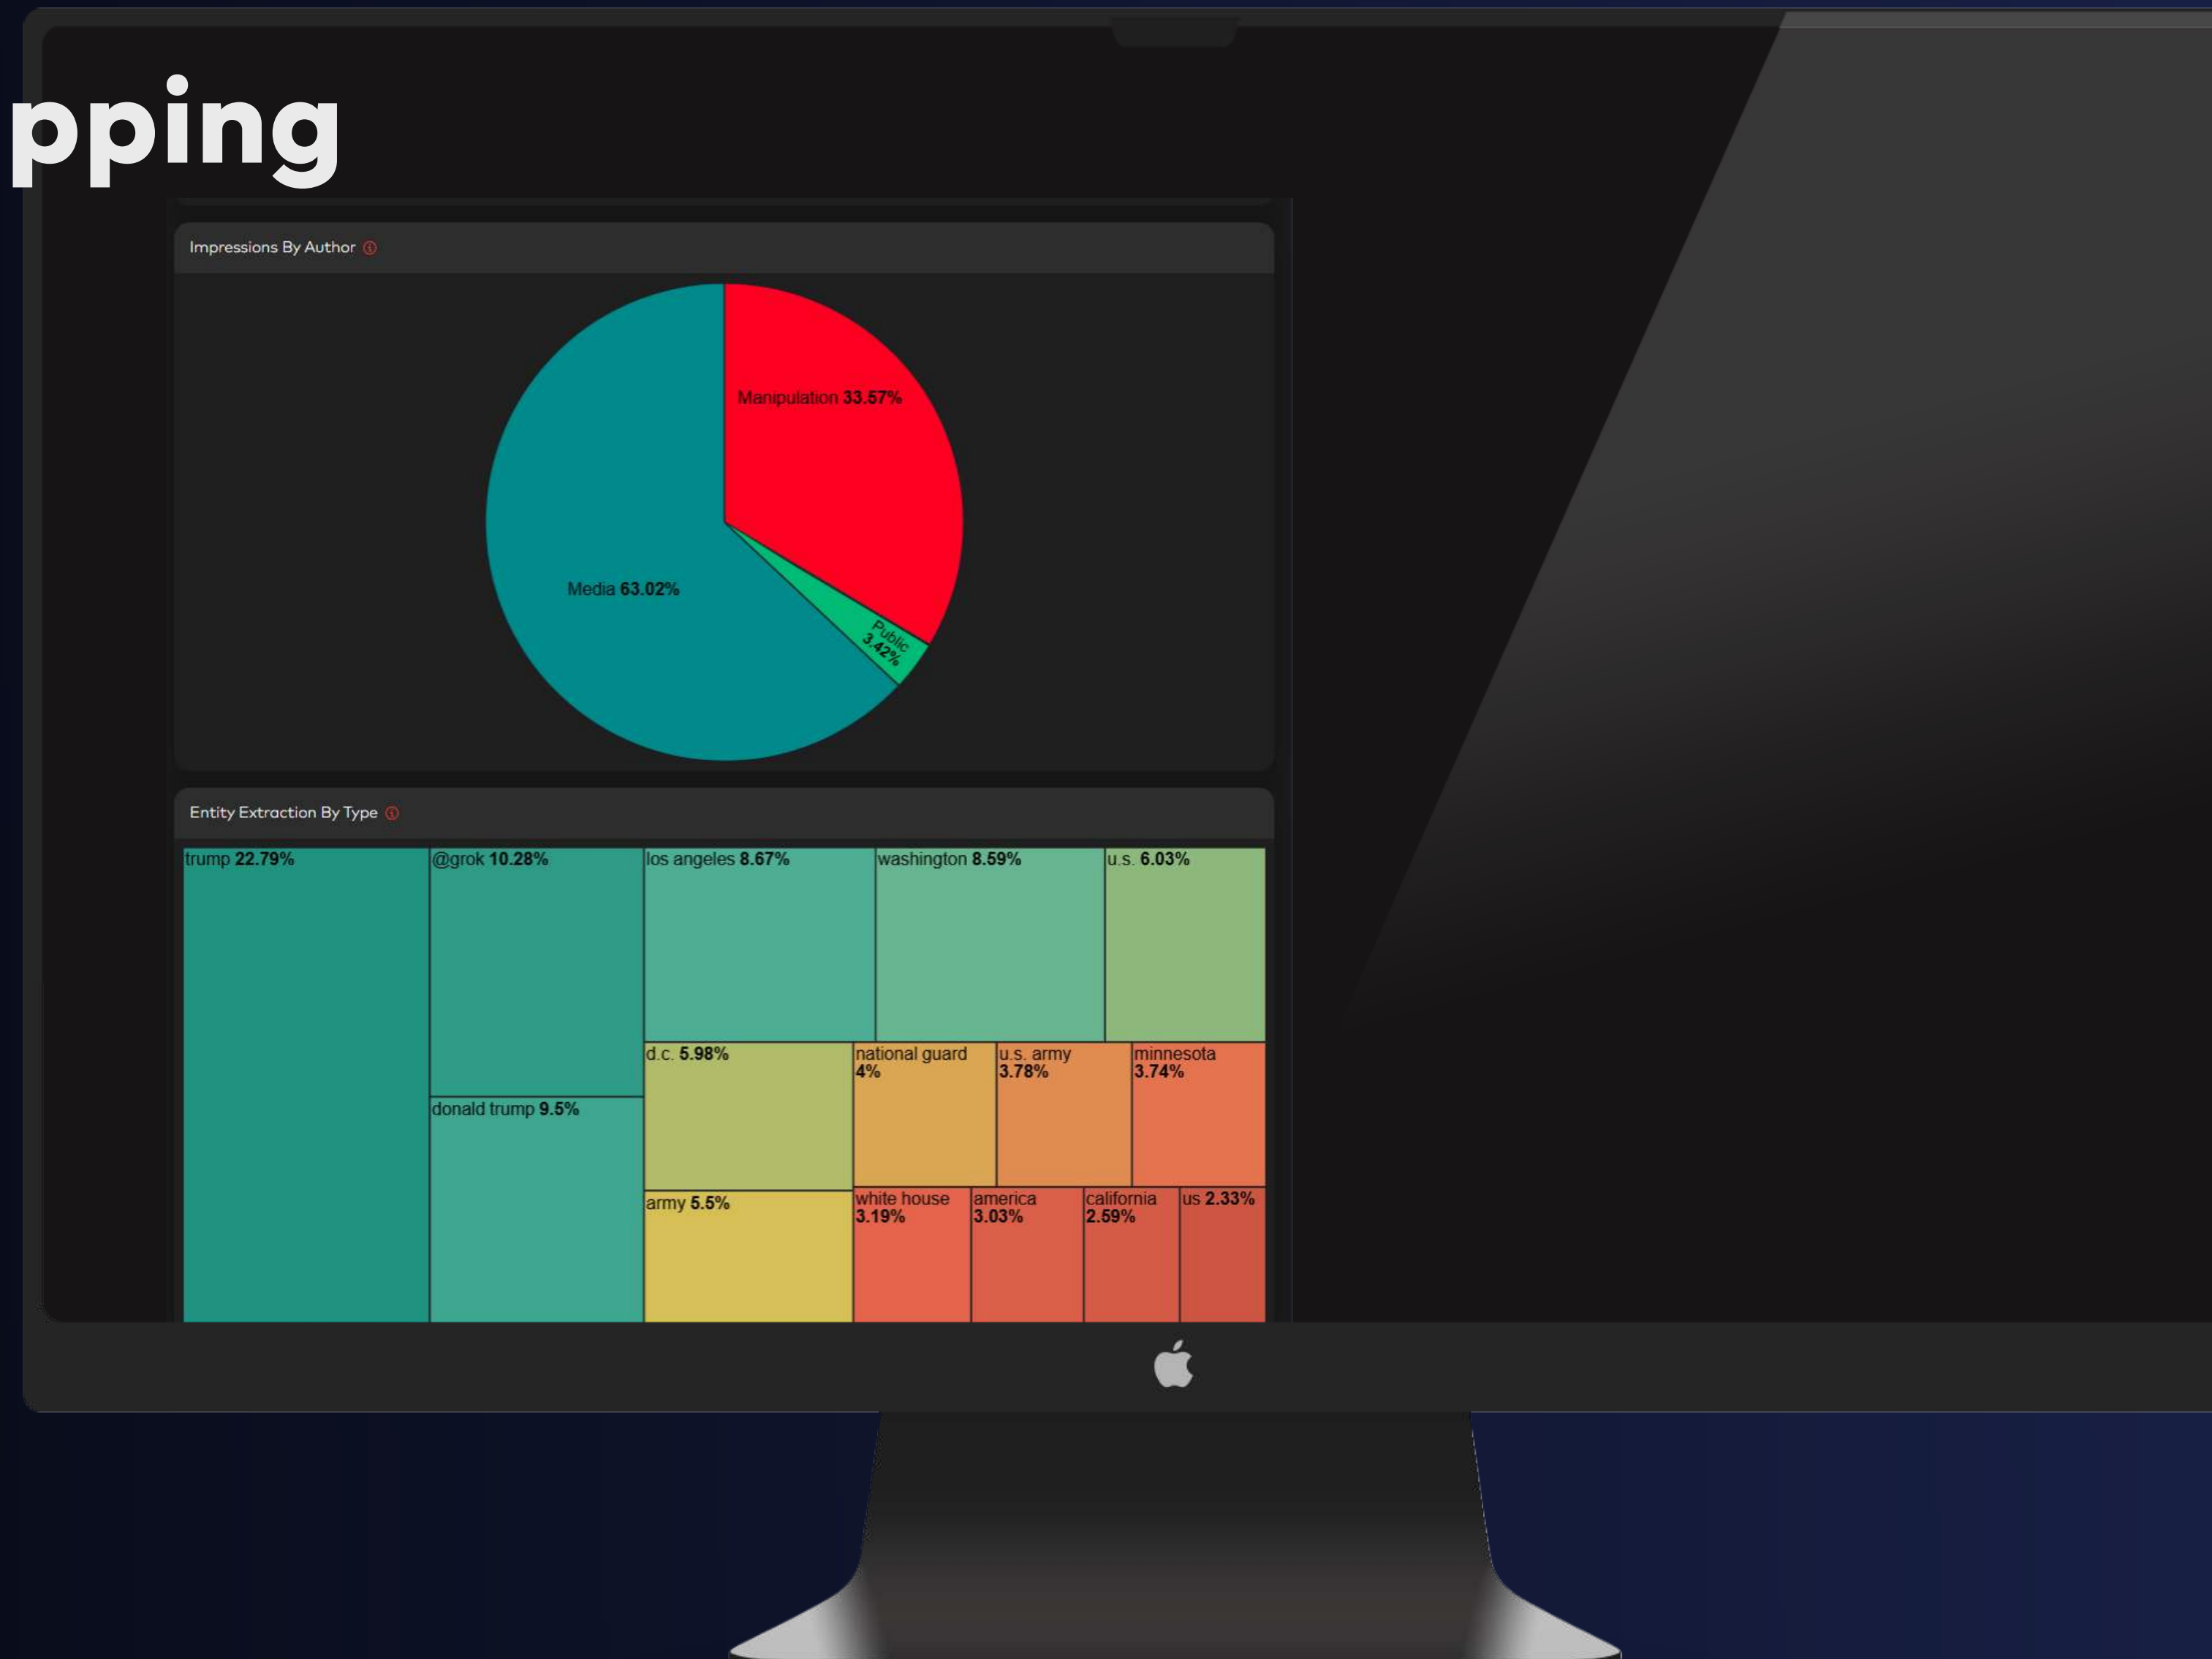 pping
Impressions By Author
Manipulation 33.57%
Media 63.02%
Public
3.42%
Entity Extraction By Type
trump 22.79%
@grok 10.28%
los angeles 8.67%
washington 8.59%
u.s. 6.03%
d.c. 5.98%
national guard
4%
u.s. army
3.78%
minnesota
3.74%
donald trump 9.5%
army 5.5%
white house
3.19%
america
3.03%
california
2.59%
us 2.33%